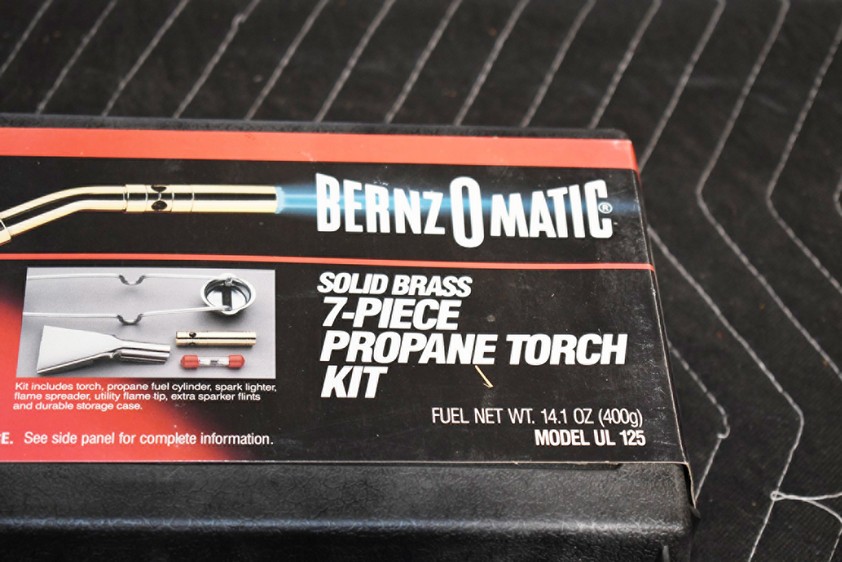 BERNZOMATIC®
SOLID BRASS
7-PIECE
PROPANE TORCH
KIT
Kit includes torch, propane fuel cylinder, spark lighter,
flame spreader, utility flame tip, extra sparker flints
and durable storage case.
FUEL NET WT. 14.1 OZ (400g)
MODEL UL 125
E. See side panel for complete information.